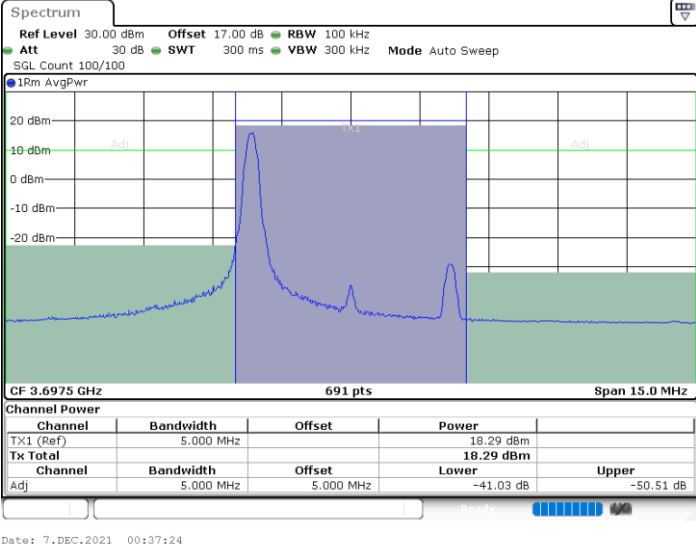 Spectrum
Ref Level 30.00 dBm Offset 17.00 dB RBW 100 kHz
Att 30 dB SWT 300 ms VBW 300 kHz Mode Auto Sweep
SGL Count 100/100
1Rm AvgPwr
TX1
20 dBm
Adj Adj
10 dBm
0 dBm
-10 dBm
-20 dBm
CF 3.6975 GHz 691 pts Span 15.0 MHz
Channel Power
Channel Bandwidth Offset Power
TX1 (Ref) 5.000 MHz 18.29 dBm
Tx Total 18.29 dBm
Channel Bandwidth Offset Lower Upper
Adj 5.000 MHz 5.000 MHz -41.03 dB -50.51 dB
Ready
Date: 7.DEC.2021 00:37:24